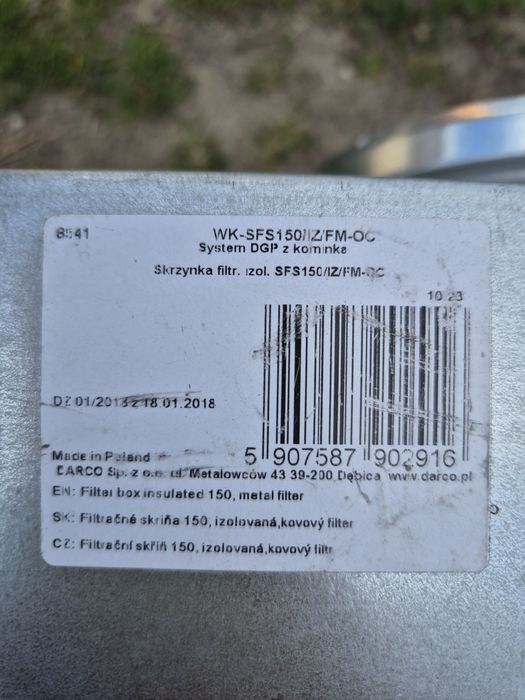 8541
WK-SFS150/IZ/FM-OC
System DGP z kominka
Skrzynka filtr. izol. SFS150/IZ/FM-OC
10.23
DZ 01/2018 z 18.01.2018
5 907587 902916
Made in Poland
DARCO Sp. z o.o. ul. Metalowców 43 39-200 Dębica www.darco.pl
EN: Filter box insulated 150, metal filter
SK: Filtračné skriňa 150, izolovaná,kovový filter
CZ: Filtrační skříň 150, izolovaná,kovový filtr